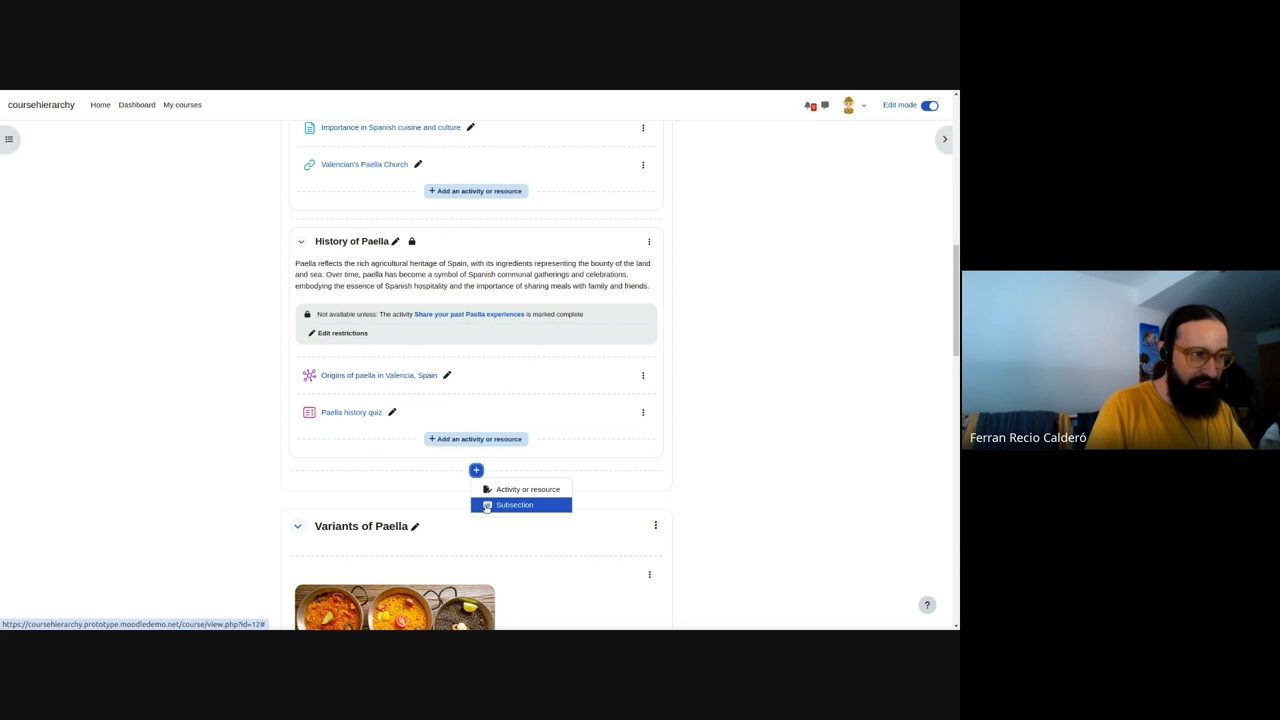 coursehierarchy
Home
Dashboard
My courses
Edit mode
Importance in Spanish cuisine and culture
Valencian's Paella Church
+ Add an activity or resource
History of Paella
Paella reflects the rich agricultural heritage of Spain, with its ingredients representing the bounty of the land
and sea. Over time, paella has become a symbol of Spanish communal gatherings and celebrations,
embodying the essence of Spanish hospitality and the importance of sharing meals with family and friends.
Not available unless: The activity Share your past Paella experiences is marked complete
Edit restrictions
Origins of paella in Valencia, Spain
Paella history quiz
+ Add an activity or resource
+
Activity or resource
Subsection
Variants of Paella
?
https://coursehierarchy.prototype.moodledemo.net/course/view.php?id=12#
Ferran Recio Calderó